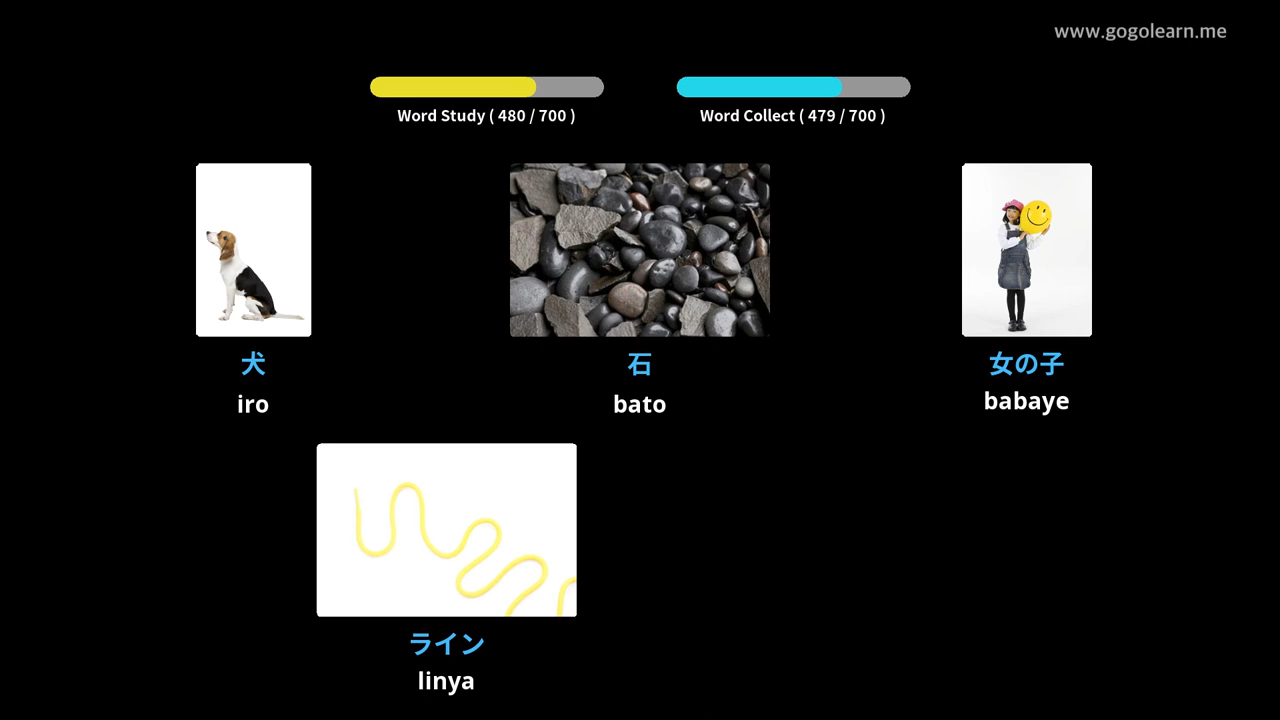 www.gogolearn.me
Word Study ( 480 / 700 )
Word Collect ( 479 / 700 )
犬
iro
石
bato
女の子
babaye
ライン
linya